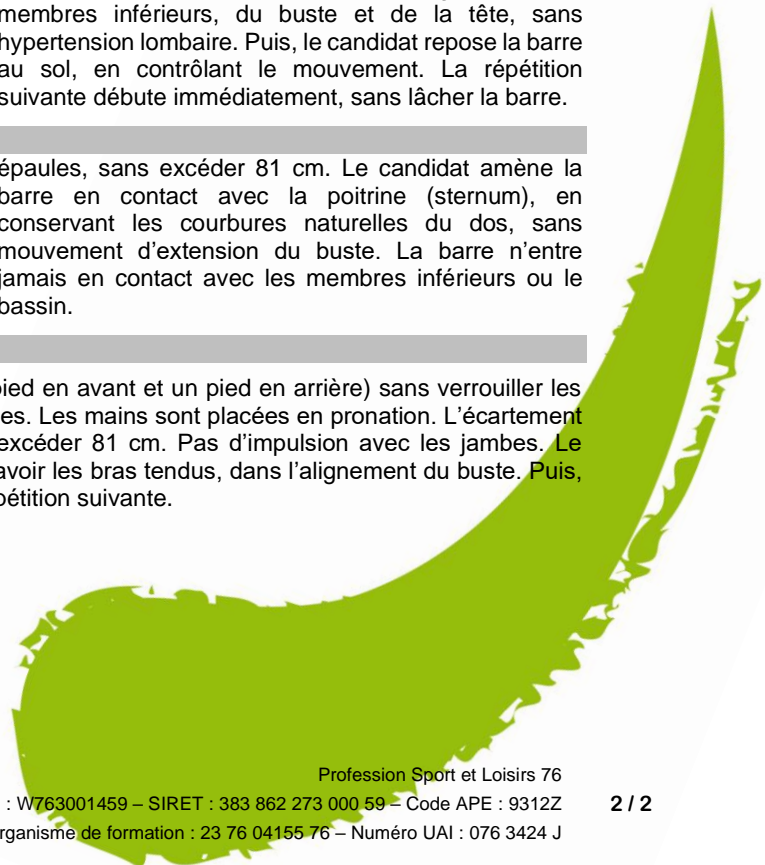 membres inférieurs, du buste et de la tête, sans
hypertension lombaire. Puis, le candidat repose la barre
au sol, en contrôlant le mouvement. La répétition
suivante débute immédiatement, sans lâcher la barre.
épaules, sans excéder 81 cm. Le candidat amène la
barre en contact avec la poitrine (sternum), en
conservant les courbures naturelles du dos, sans
mouvement d'extension du buste. La barre n'entre
jamais en contact avec les membres inférieurs ou le
bassin.
pied en avant et un pied en arrière) sans verrouiller les
es. Les mains sont placées en pronation. L'écartement
excéder 81 cm. Pas d'impulsion avec les jambes. Le
avoir les bras tendus, dans l'alignement du buste. Puis,
pétition suivante.
Profession Sport et Loisirs 76
: W763001459 – SIRET : 383 862 273 000 59 – Code APE : 9312Z 2 / 2
rganisme de formation : 23 76 04155 76 – Numéro UAI : 076 3424 J